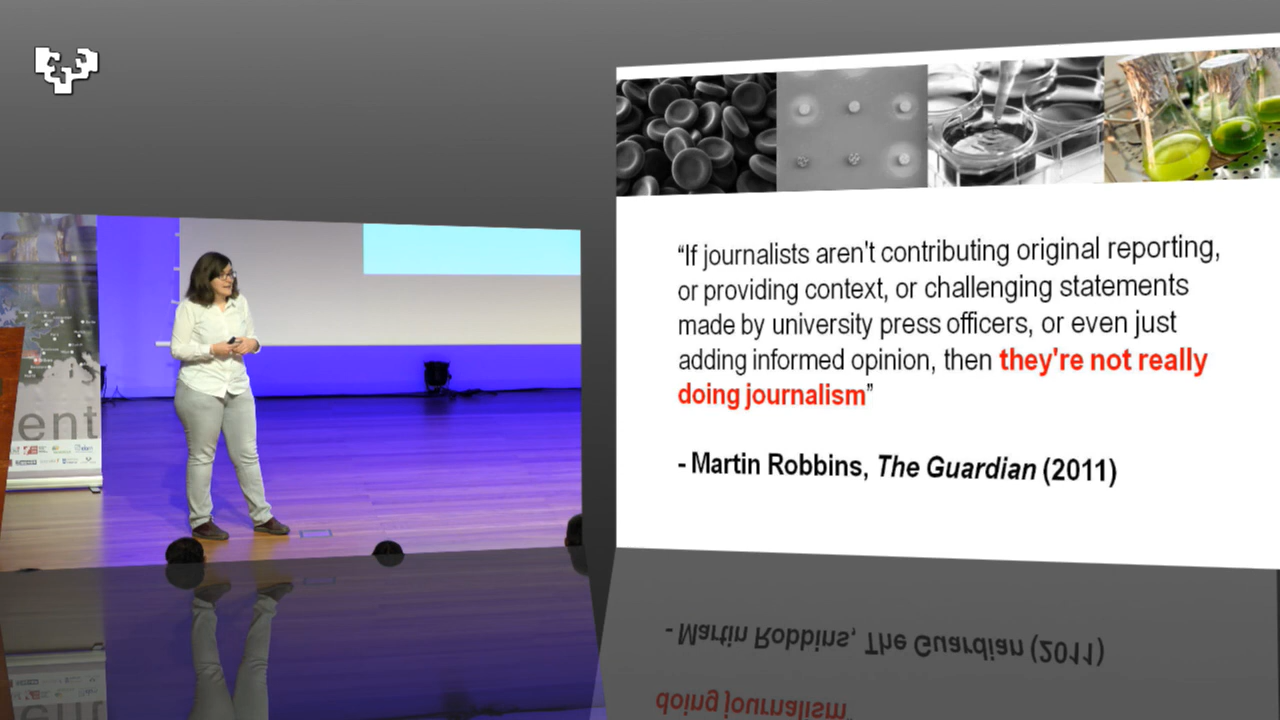 “If journalists aren't contributing original reporting,
or providing context, or challenging statements
made by university press officers, or even just
adding informed opinion, then they're not really
doing journalism”
- Martin Robbins, The Guardian (2011)
ent